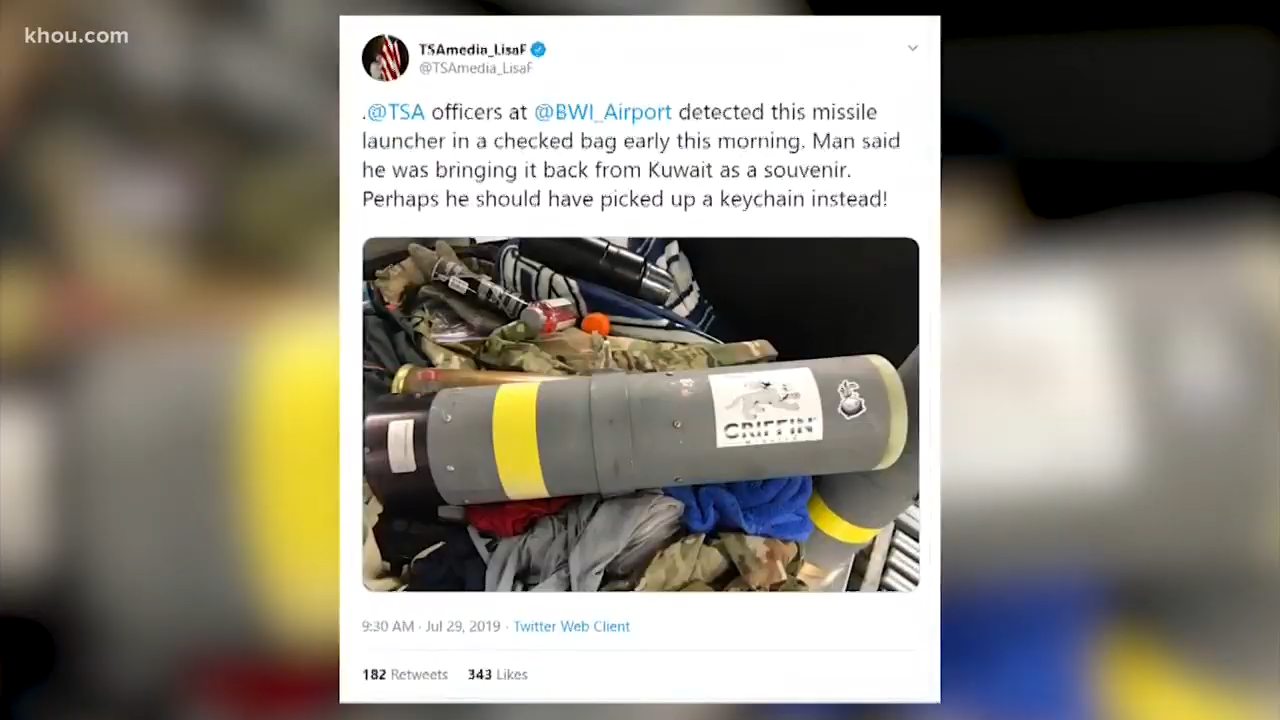 khou.com
TSAmedia_LisaF
@TSAmedia_LisaF
.@TSA officers at @BWI_Airport detected this missile
launcher in a checked bag early this morning. Man said
he was bringing it back from Kuwait as a souvenir.
Perhaps he should have picked up a keychain instead!
GRIFFIN
MISSILE
9:30 AM · Jul 29, 2019 · Twitter Web Client
182 Retweets 343 Likes